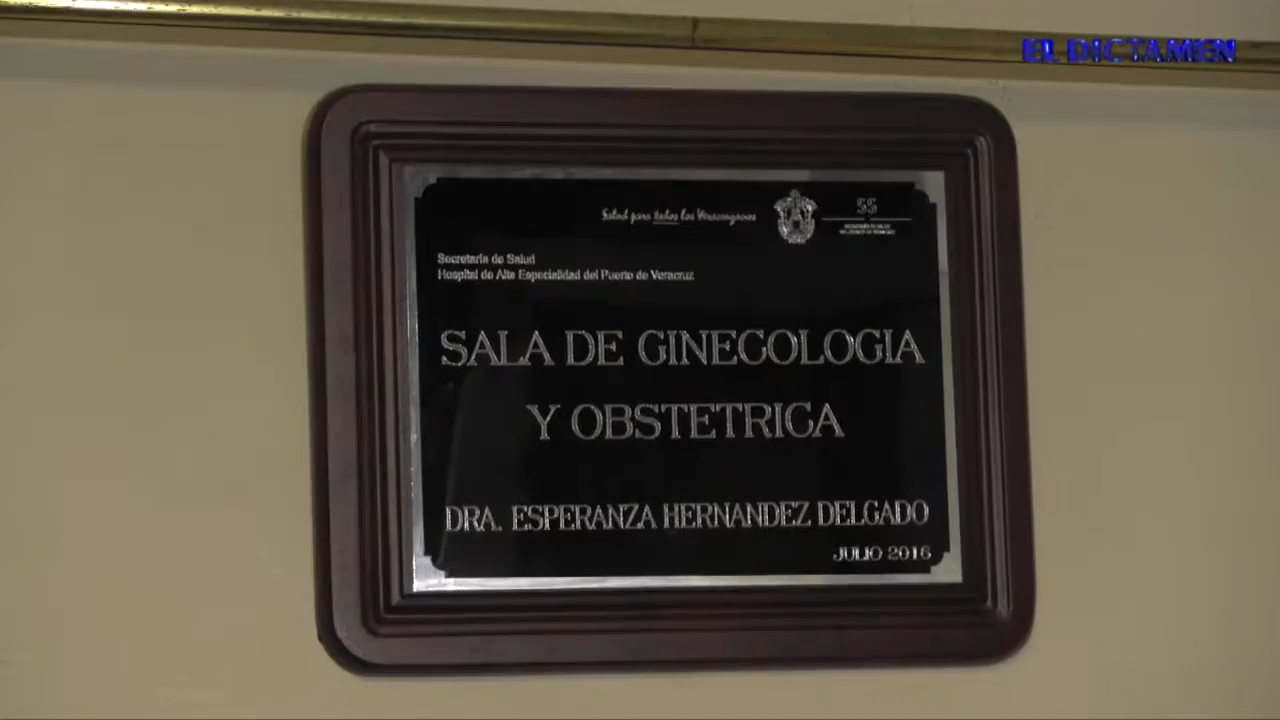 EL DICTAMEN
Salud para todos los Veracruzanos
SS
Secretaría de Salud
Hospital de Alta Especialidad del Puerto de Veracruz
SALA DE GINECOLOGIA
Y OBSTETRICA
DRA. ESPERANZA HERNANDEZ DELGADO
JULIO 2016